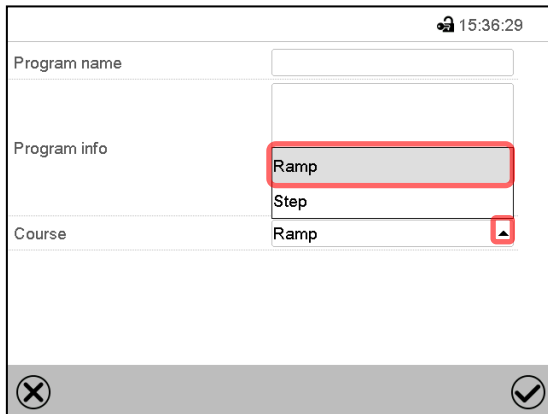 15:36:29
Program name
Program info
Ramp
Step
Course
Ramp